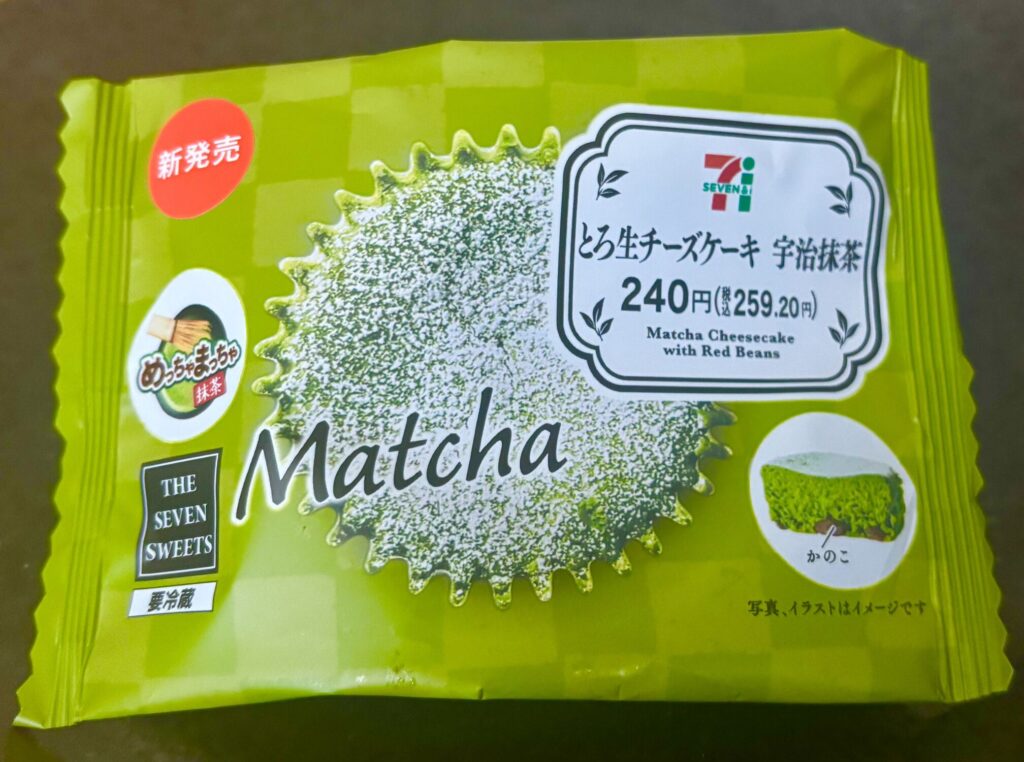 新発売
SEVEN&i
とろ生チーズケーキ 宇治抹茶
240円(税込259.20円)
Matcha Cheesecake
with Red Beans
めっちゃまっちゃ
抹茶
Matcha
THE
SEVEN
SWEETS
要冷蔵
かのこ
写真、イラストはイメージです